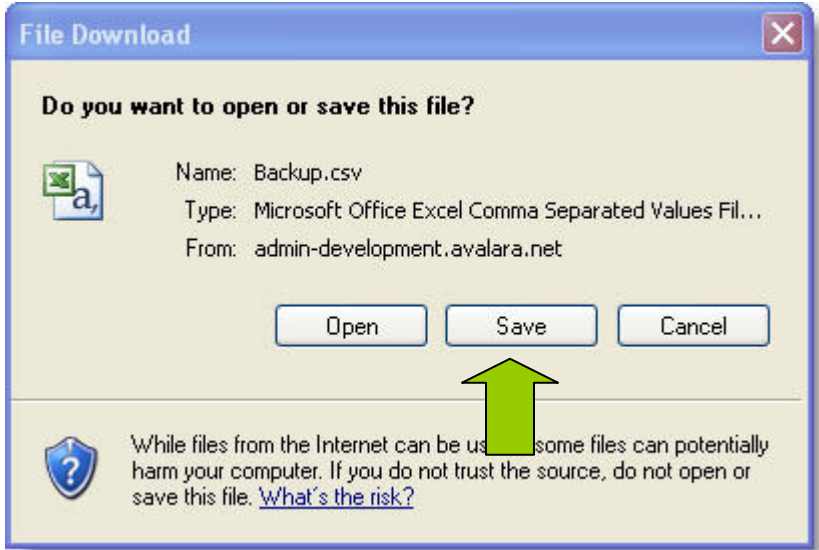 File Download
Do you want to open or save this file?
Name: Backup.csv
Type: Microsoft Office Excel Comma Separated Values Fil...
From: admin-development.avalara.net
Open Save Cancel
While files from the Internet can be some files can potentially
harm your computer. If you do not trust the source, do not open or
save this file. What's the risk?